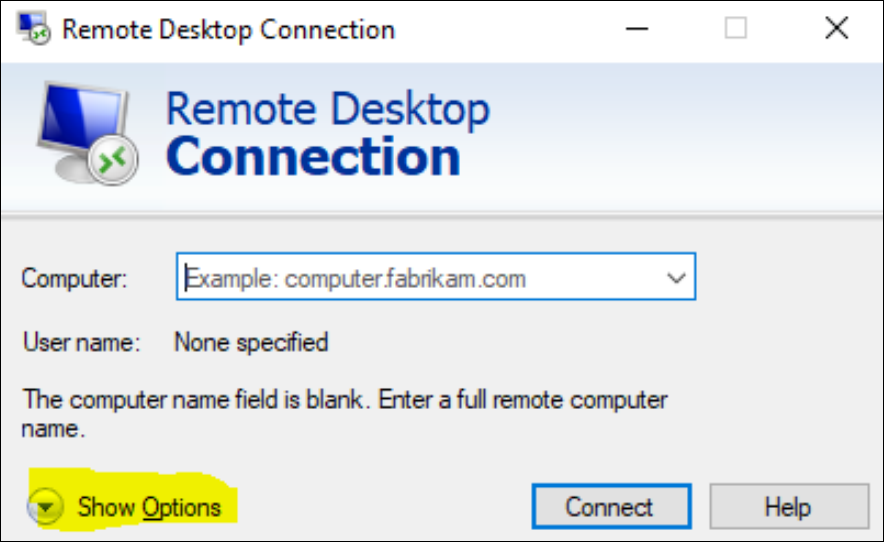 Remote Desktop Connection
Remote Desktop
Connection
Computer: Example: computer.fabrikam.com
User name: None specified
The computer name field is blank. Enter a full remote computer
name.
Show Options Connect Help